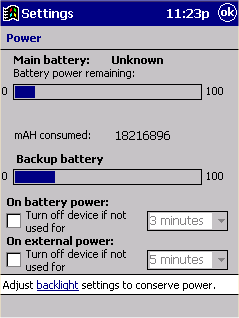 Settings 11:23p ok
Power
Main battery: Unknown
Battery power remaining:
0 100
mAH consumed: 18216896
Backup battery
0 100
On battery power:
Turn off device if not
used for 3 minutes
On external power:
Turn off device if not
used for 5 minutes
Adjust backlight settings to conserve power.